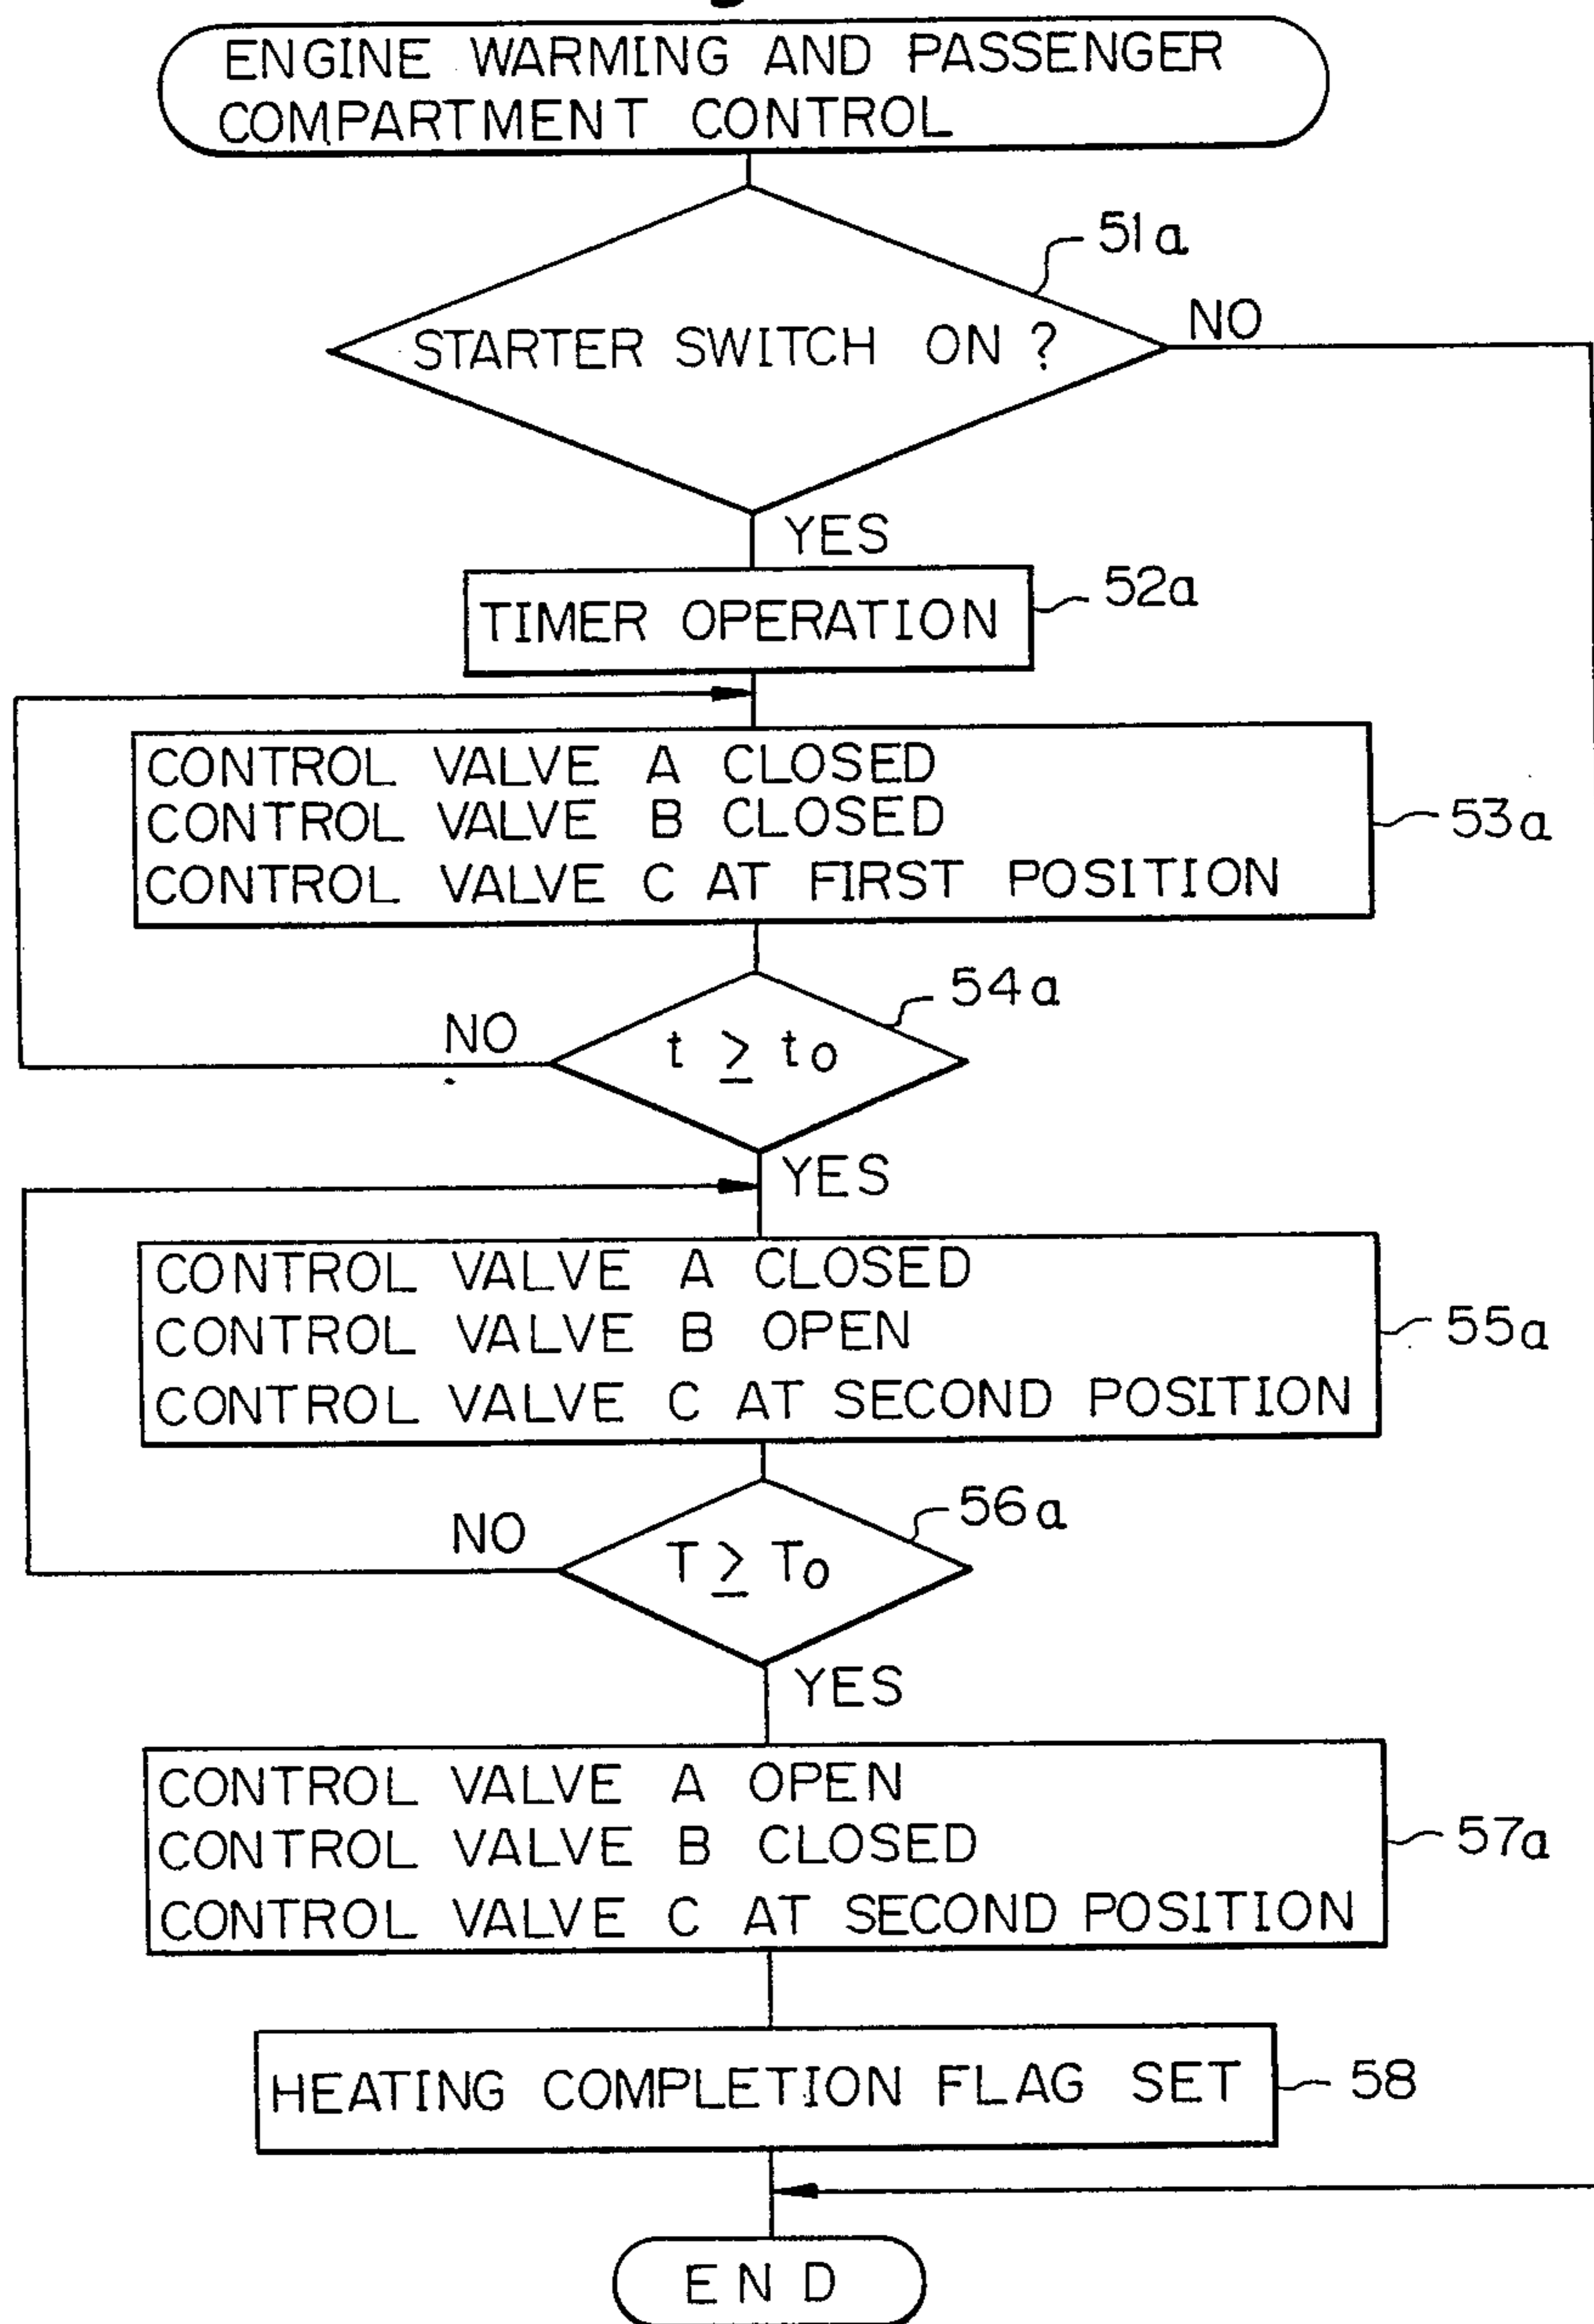 ENGINE WARMING AND PASSENGER
COMPARTMENT CONTROL
51a
STARTER SWITCH ON ?
NO
YES
TIMER OPERATION
52a
CONTROL VALVE A CLOSED
CONTROL VALVE B CLOSED
CONTROL VALVE C AT FIRST POSITION
53a
54a
NO
t ≥ to
YES
CONTROL VALVE A CLOSED
CONTROL VALVE B OPEN
CONTROL VALVE C AT SECOND POSITION
55a
56a
NO
T ≥ To
YES
CONTROL VALVE A OPEN
CONTROL VALVE B CLOSED
CONTROL VALVE C AT SECOND POSITION
57a
HEATING COMPLETION FLAG SET
58
END